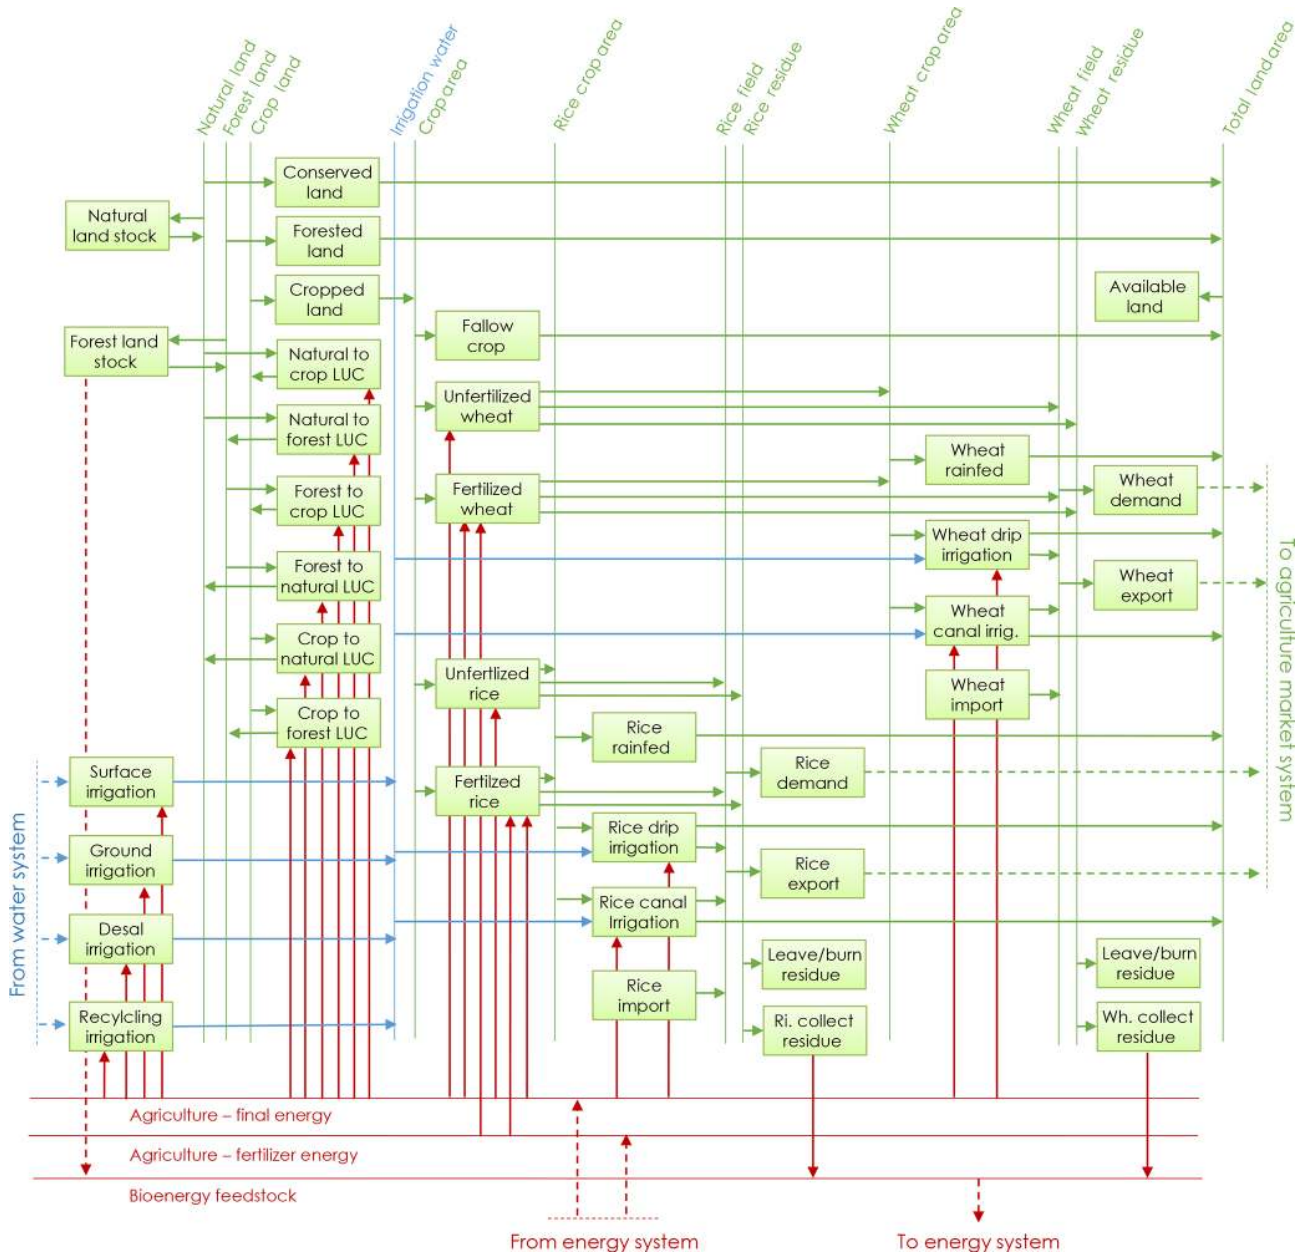 Natural land
Forest land
Crop land
Irrigation water
Crop area
Rice crop area
Rice field
Rice residue
Wheat crop area
Wheat field
Wheat residue
Total land area
Conserved
land
Natural
land stock
Forested
land
Cropped
land
Available
land
Fallow
crop
Forest land
stock
Natural to
crop LUC
Unfertilized
wheat
Natural to
forest LUC
Wheat
rainfed
Forest to
crop LUC
Fertilized
wheat
Wheat
demand
Forest to
natural LUC
Wheat drip
irrigation
Wheat
export
Crop to
natural LUC
Wheat
canal irrig.
Unfertlized
rice
Wheat
import
Crop to
forest LUC
Rice
rainfed
Surface
irrigation
Fertilzed
rice
Rice
demand
Ground
irrigation
Rice drip
irrigation
Rice
export
Desal
irrigation
Rice canal
Irrigation
Leave/burn
residue
Leave/burn
residue
Recylcling
irrigation
Rice
import
Ri. collect
residue
Wh. collect
residue
From water system
To agriculture market system
Agriculture – final energy
Agriculture – fertilizer energy
Bioenergy feedstock
From energy system
To energy system